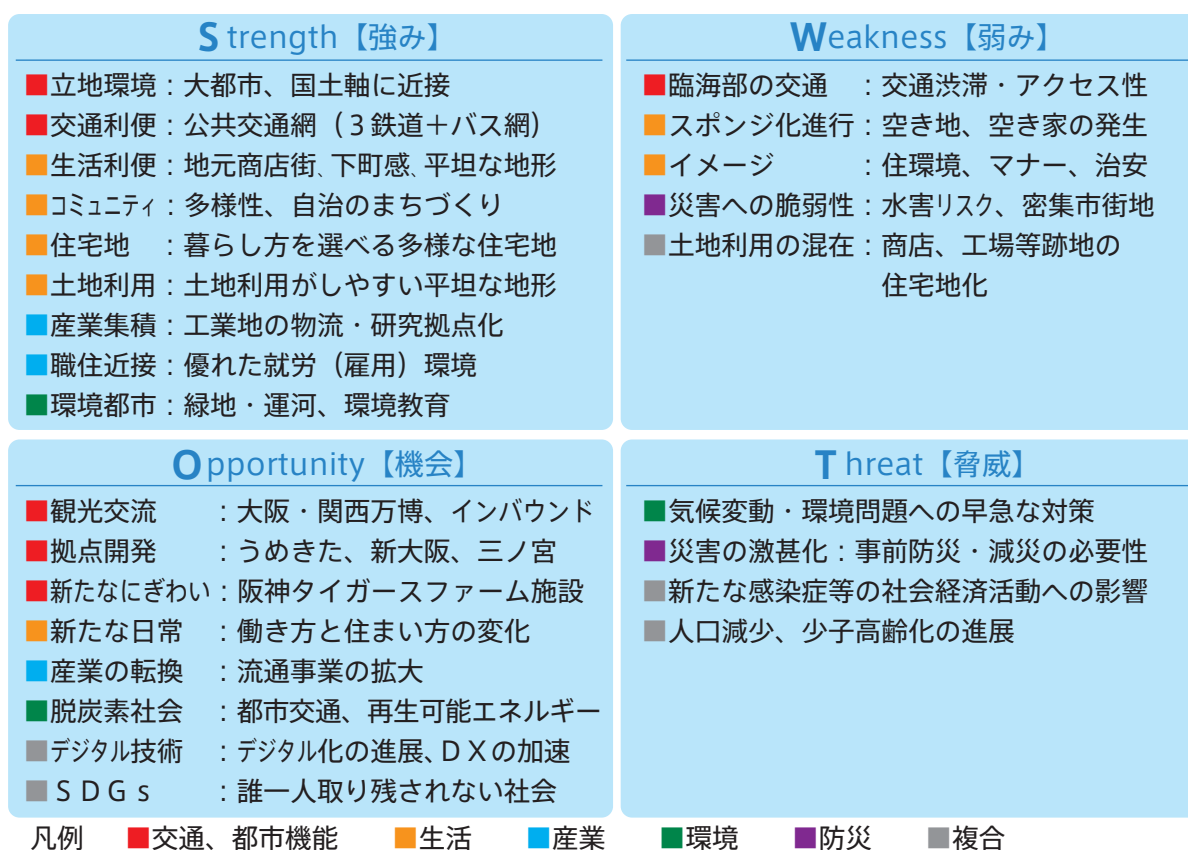 Strength【強み】
■立地環境：大都市、国土軸に近接
■交通利便：公共交通網（３鉄道＋バス網）
■生活利便：地元商店街、下町感、平坦な地形
■コミュニティ：多様性、自治のまちづくり
■住宅地　：暮らし方を選べる多様な住宅地
■土地利用：土地利用がしやすい平坦な地形
■産業集積：工業地の物流・研究拠点化
■職住近接：優れた就労（雇用）環境
■環境都市：緑地・運河、環境教育
Weakness【弱み】
■臨海部の交通　：交通渋滞・アクセス性
■スポンジ化進行：空き地、空き家の発生
■イメージ　　　：住環境、マナー、治安
■災害への脆弱性：水害リスク、密集市街地
■土地利用の混在：商店、工場等跡地の
住宅地化
Opportunity【機会】
■観光交流　　：大阪・関西万博、インバウンド
■拠点開発　　：うめきた、新大阪、三ノ宮
■新たなにぎわい：阪神タイガースファーム施設
■新たな日常　：働き方と住まい方の変化
■産業の転換　：流通事業の拡大
■脱炭素社会　：都市交通、再生可能エネルギー
■デジタル技術　：デジタル化の進展、ＤＸの加速
■ＳＤＧｓ　　：誰一人取り残されない社会
Threat【脅威】
■気候変動・環境問題への早急な対策
■災害の激甚化：事前防災・減災の必要性
■新たな感染症等の社会経済活動への影響
■人口減少、少子高齢化の進展
凡例　■交通、都市機能　■生活　■産業　■環境　■防災　■複合